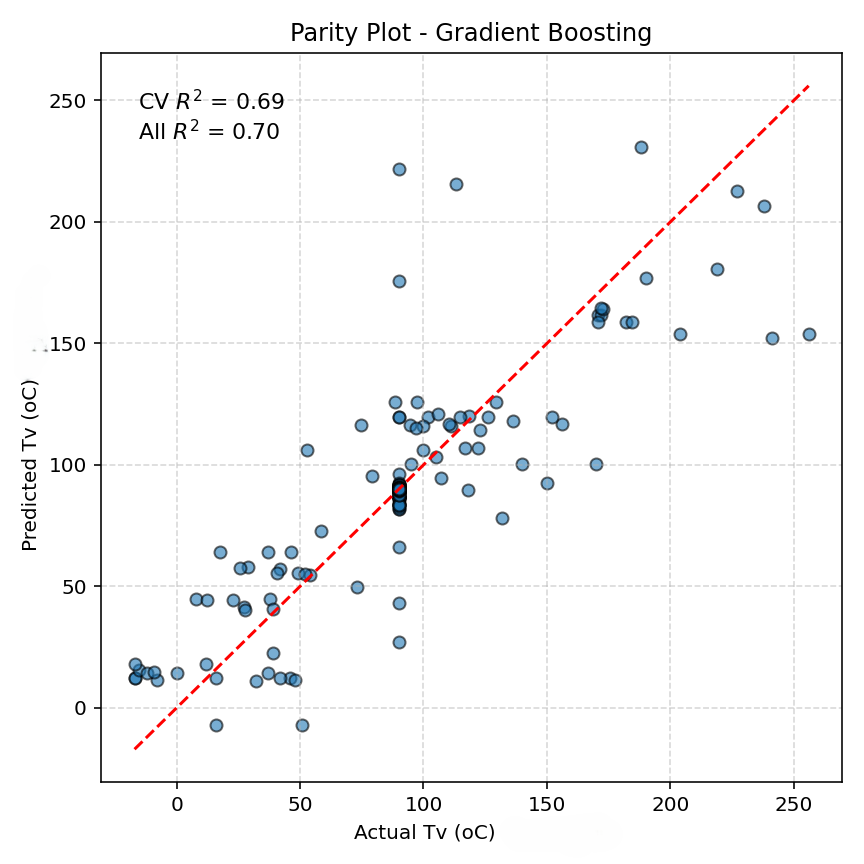 Parity Plot - Gradient Boosting
CV R² = 0.69
All R² = 0.70
250
200
150
100
50
0
Predicted Tv (oC)
0
50
100
150
200
250
Actual Tv (oC)